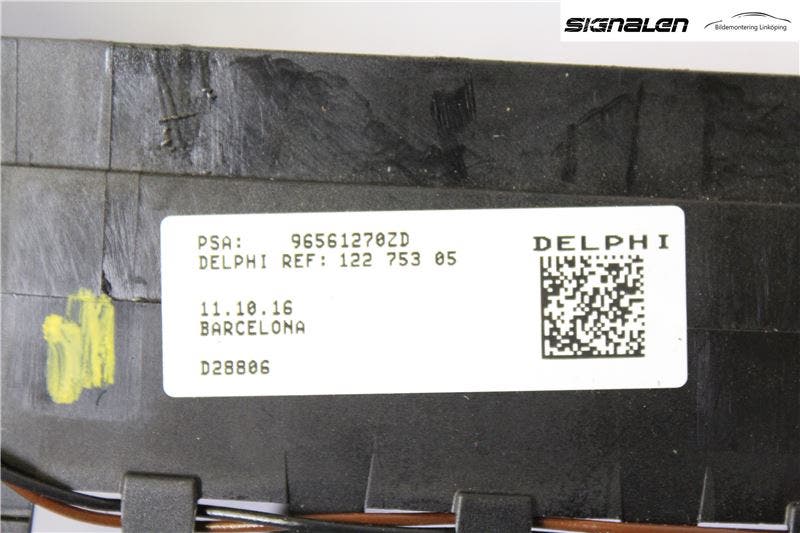 SIGNALEN
Bildemontering Linköping
PSA: 96561270ZD
DELPHI REF: 122 753 05
DELPHI
11.10.16
BARCELONA
D28806